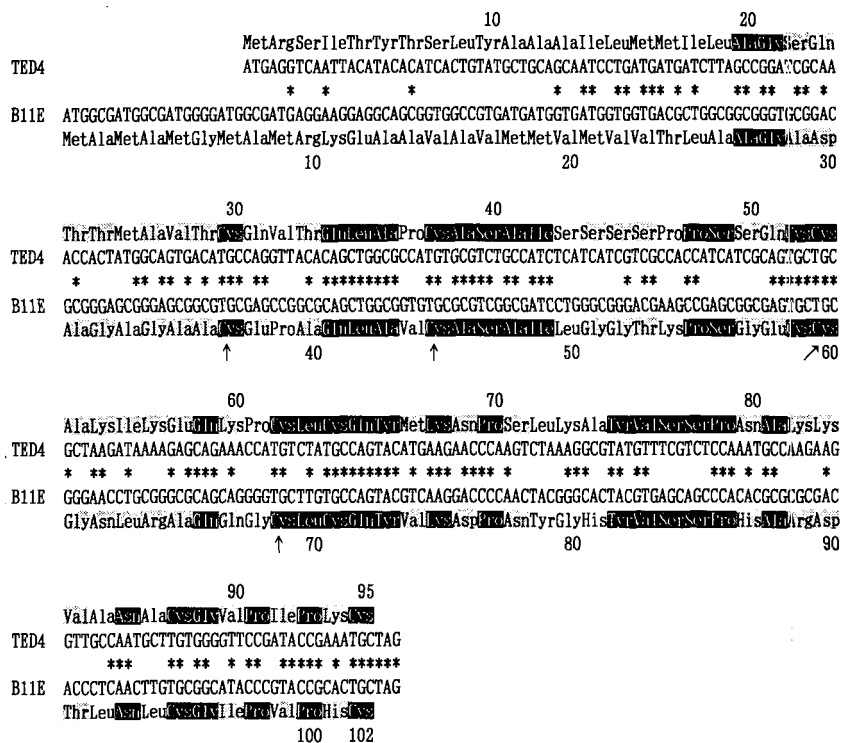 10 20
MetArgSerIleThrTyrThrSerLeuTyrAlaAlaAlaIleLeuMetMetIleLeuAlaGlySerGln
TED4 ATGAGGTCAATTACATACACATCACTGTATGCTGCAGCAATCCTGATGATGATCTTAGCCGGATCGCAA
* * * * * * ** *** ** * ** ** ** *
B11E ATGGCGATGGCGATGGGGATGGCGATGAGGAAGGAGGCAGCGGTGGCCGTGATGATGGTGATGGTGGTGACGCTGGCGGCGGGTGCGGAC
MetAlaMetAlaMetGlyMetAlaMetArgLysGluAlaAlaValAlaValMetMetValMetValValThrLeuAlaAlaGlyAlaAsp
10 20 30
30 40 50
ThrThrMetAlaValThrCysGlnValThrGlnLeuAlaProCysAlaSerAlaIleSerSerSerSerProProSerSerGlnCysCys
TED4 ACCACTATGGCAGTGACATGCCAGGTTACACAGCTGGCGCCATGTGCGTCTGCCATCTCATCATCGTCGCCACCATCATCGCAGTGCTGC
B11E GCGGGAGCGGGAGCGGCGTGCGAGCCGGCGCAGCTGGCGGTGTGCGCGTCGGCGATCCTGGGCGGGACGAAGCCGAGCGGCGAGTGCTGC
AlaGlyAlaGlyAlaAlaCysGluProAlaGlnLeuAlaValCysAlaSerAlaIleLeuGlyGlyThrLysProSerGlyGluCysCys
↑ 40 ↑ 50 ↗60
60 70 80
AlaLysIleLysGluGlnLysProCysLeuCysGlnTyrMetLysAsnProSerLeuLysAlaTyrValSerSerProAsnAlaLysLys
TED4 GCTAAGATAAAAGAGCAGAAACCATGTCTATGCCAGTACATGAAGAACCCAAGTCTAAAGGCGTATGTTTCGTCTCCAAATGCCAAGAAG
B11E GGGAACCTGCGGGCGCAGCAGGGGTGCTTGTGCCAGTACGTCAAGGACCCCAACTACGGGCACTACGTGAGCAGCCCACACGCGCGCGAC
GlyAsnLeuArgAlaGlnGlnGlyCysLeuCysGlnTyrValLysAspProAsnTyrGlyHisTyrValSerSerProHisAlaArgAsp
↑ 70 80 90
90 95
ValAlaAsnAlaCysGlyValProIleProLysCys
TED4 GTTGCCAATGCTTGTGGGGTTCCGATACCGAAATGCTAG
*** ** ** * ** ***** * ******
B11E ACCCTCAACTTGTGCGGCATACCCGTACCGCACTGCTAG
ThrLeuAsnLeuCysGlyIleProValProHisCys
100 102